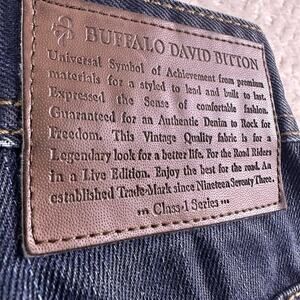 BUFFALO DAVID BITTON
Universal Symbol of Achievement from premium
materials for a styled to lead and buils to last.
Expressed the Sense of comfortable fashion.
Guaranteed for an Authentic Denim to Rock for
Freedom. This Vintage Quality fabric is for a
Legendary look for a better life. For the Road Riders
in a Live Edition. Enjoy the best for the road. An
established Trade-Mark since Nineteen Seventy Three.
••• Class-1 Series •••